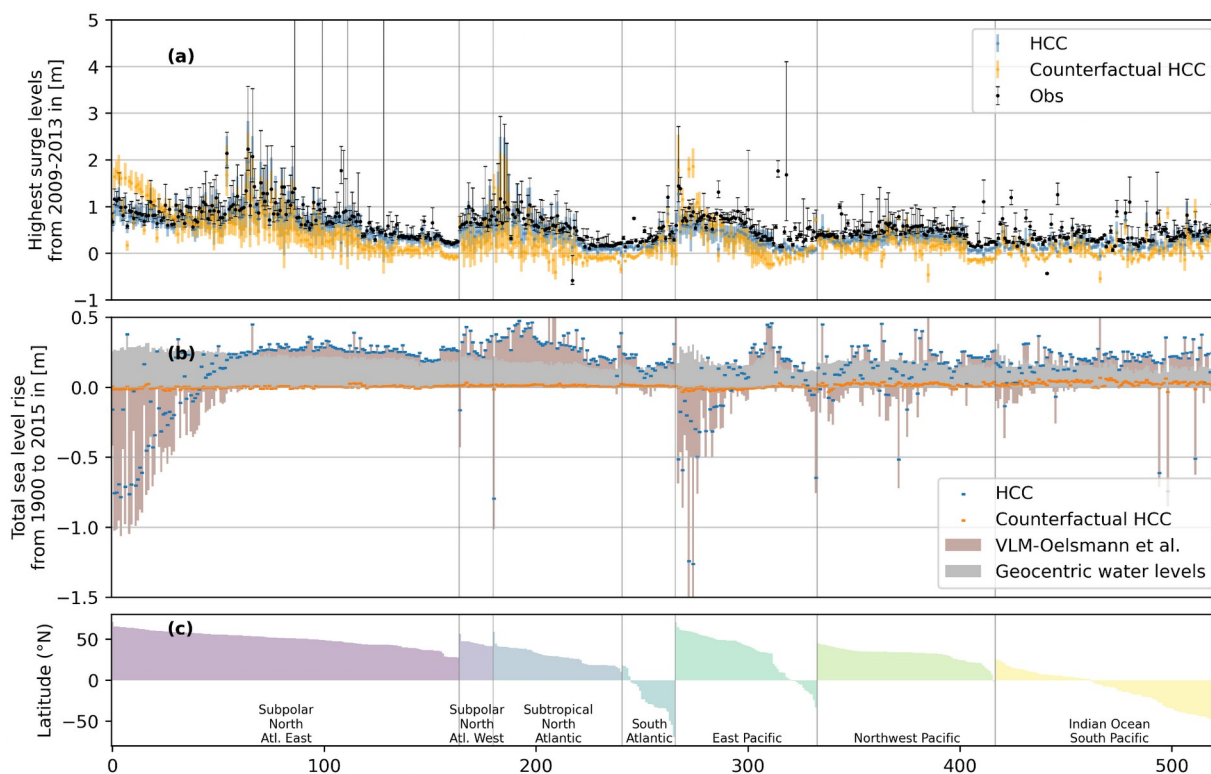 Highest surge levels
from 2009-2013 in [m]
5
4
3
2
1
0
−1
(a)
HCC
Counterfactual HCC
Obs
Total sea level rise
from 1900 to 2015 in [m]
0.5
0.0
−0.5
−1.0
−1.5
(b)
HCC
Counterfactual HCC
VLM-Oelsmann et al.
Geocentric water levels
Latitude (°N)
50
0
−50
(c)
Subpolar
North
Atl. East
Subpolar
North
Atl. West
Subtropical
North
Atlantic
South
Atlantic
East Pacific
Northwest Pacific
Indian Ocean
South Pacific
0
100
200
300
400
500